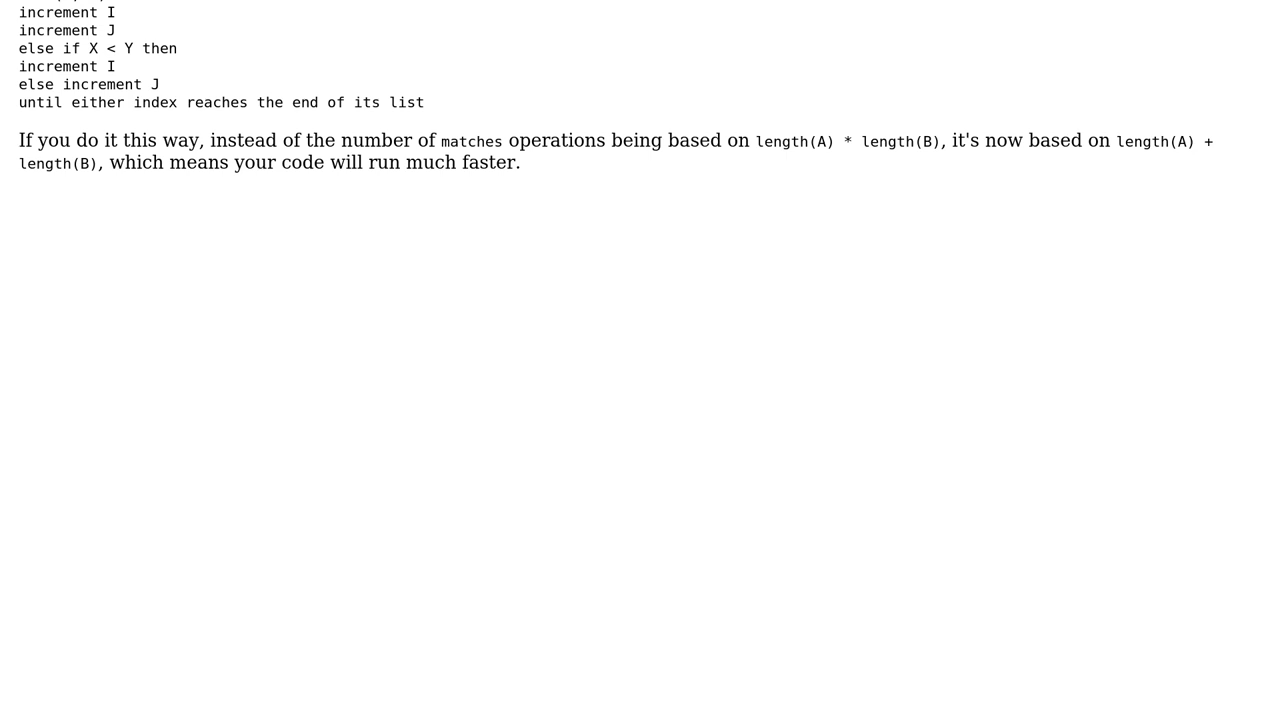 increment I
increment J
else if X < Y then
increment I
else increment J
until either index reaches the end of its list
If you do it this way, instead of the number of matches operations being based on length(A) * length(B), it's now based on length(A) +
length(B), which means your code will run much faster.